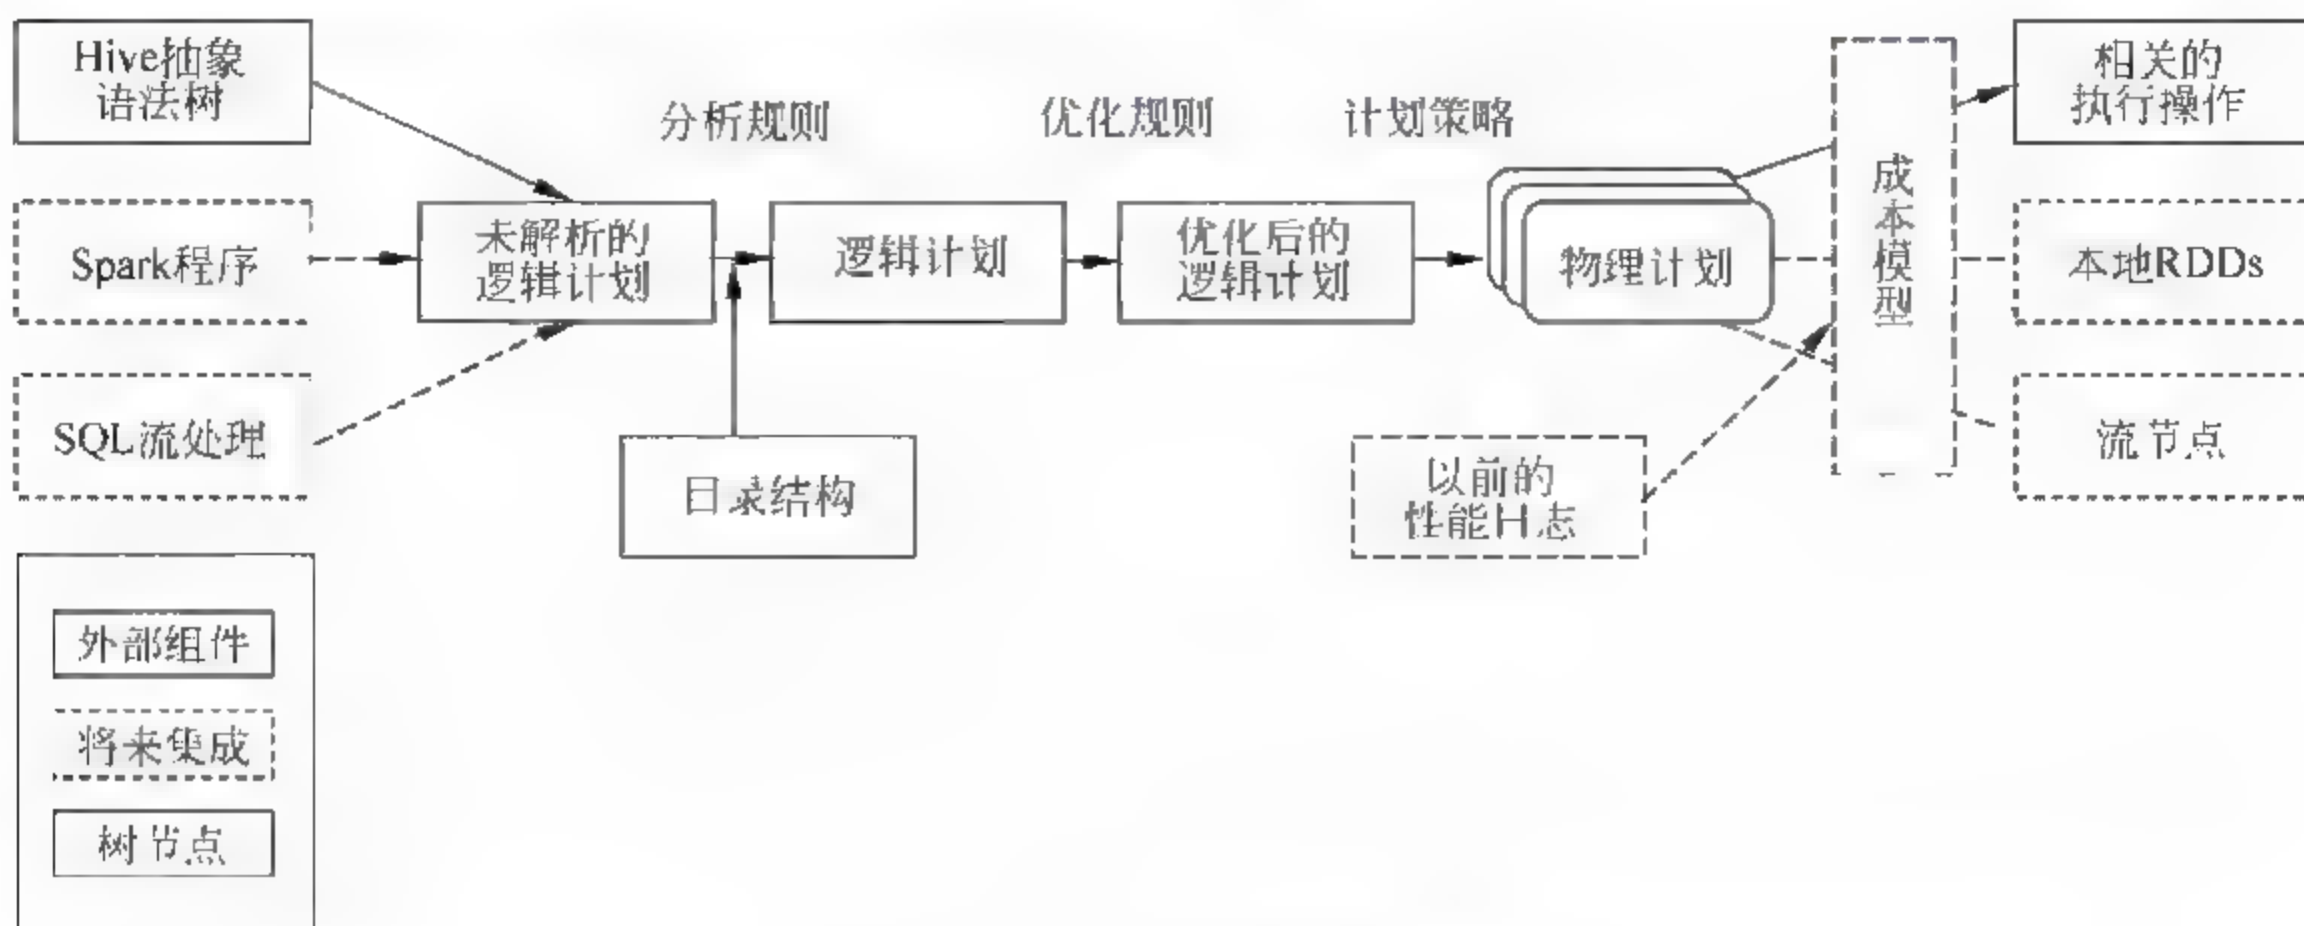 Hive抽象
语法树
分析规则
优化规则
计划策略
相关的
执行操作
Spark程序
未解析的
逻辑计划
逻辑计划
优化后的
逻辑计划
物理计划
成本模型
本地RDDs
SQL流处理
目录结构
以前的
性能日志
流节点
外部组件
将来集成
树节点